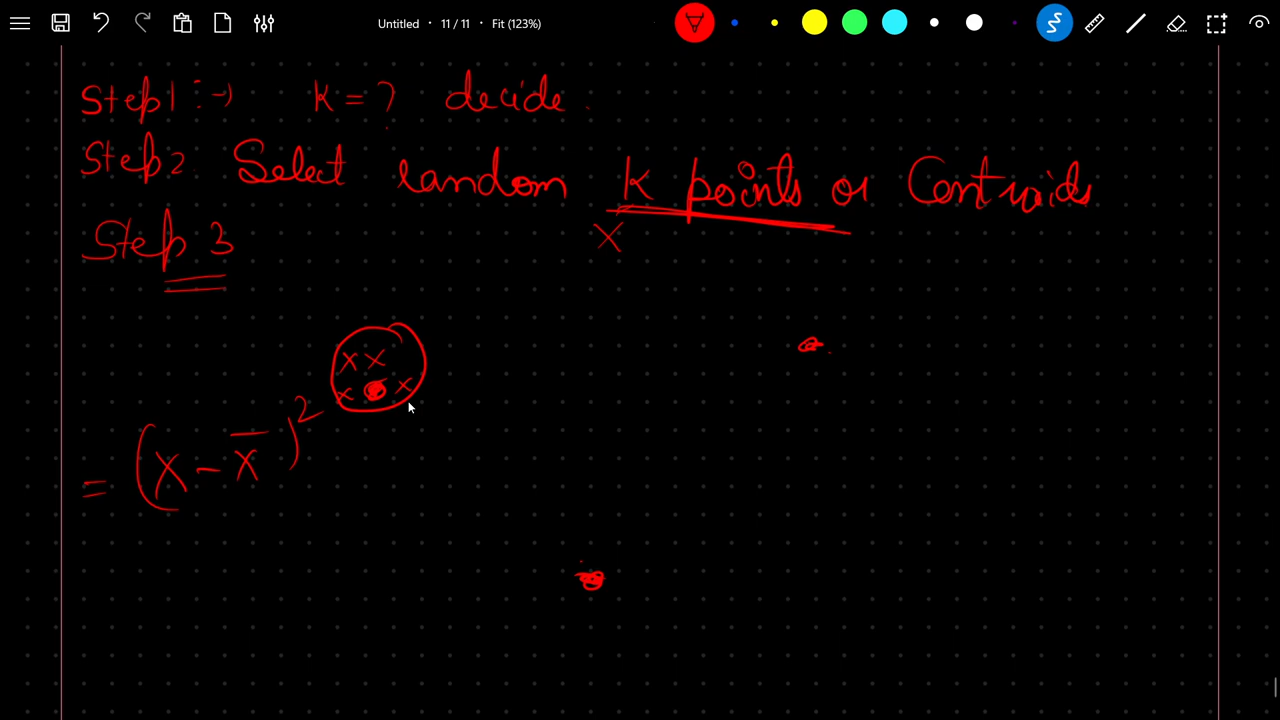 Untitled • 11 / 11 • Fit (123%)
Step 1 :-> K = ? decide.
Step 2 Select random K points or Centroids
X
Step 3
x x
x x
= (x - x̄)²